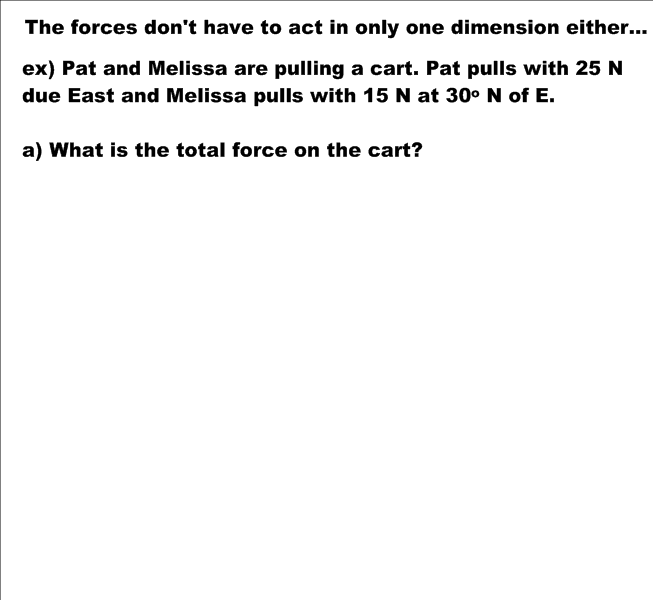 The forces don't have to act in only one dimension either...
ex) Pat and Melissa are pulling a cart. Pat pulls with 25 N
due East and Melissa pulls with 15 N at 30º N of E.
a) What is the total force on the cart?